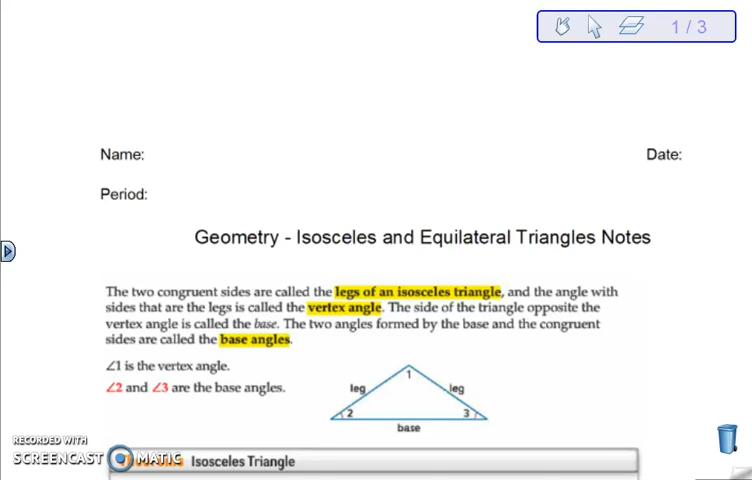 1 / 3
Name:
Date:
Period:
Geometry - Isosceles and Equilateral Triangles Notes
The two congruent sides are called the legs of an isosceles triangle, and the angle with
sides that are the legs is called the vertex angle. The side of the triangle opposite the
vertex angle is called the base. The two angles formed by the base and the congruent
sides are called the base angles.
∠1 is the vertex angle.
∠2 and ∠3 are the base angles.
1
leg
leg
2
3
base
RECORDED WITH
SCREENCAST MATIC
Isosceles Triangle